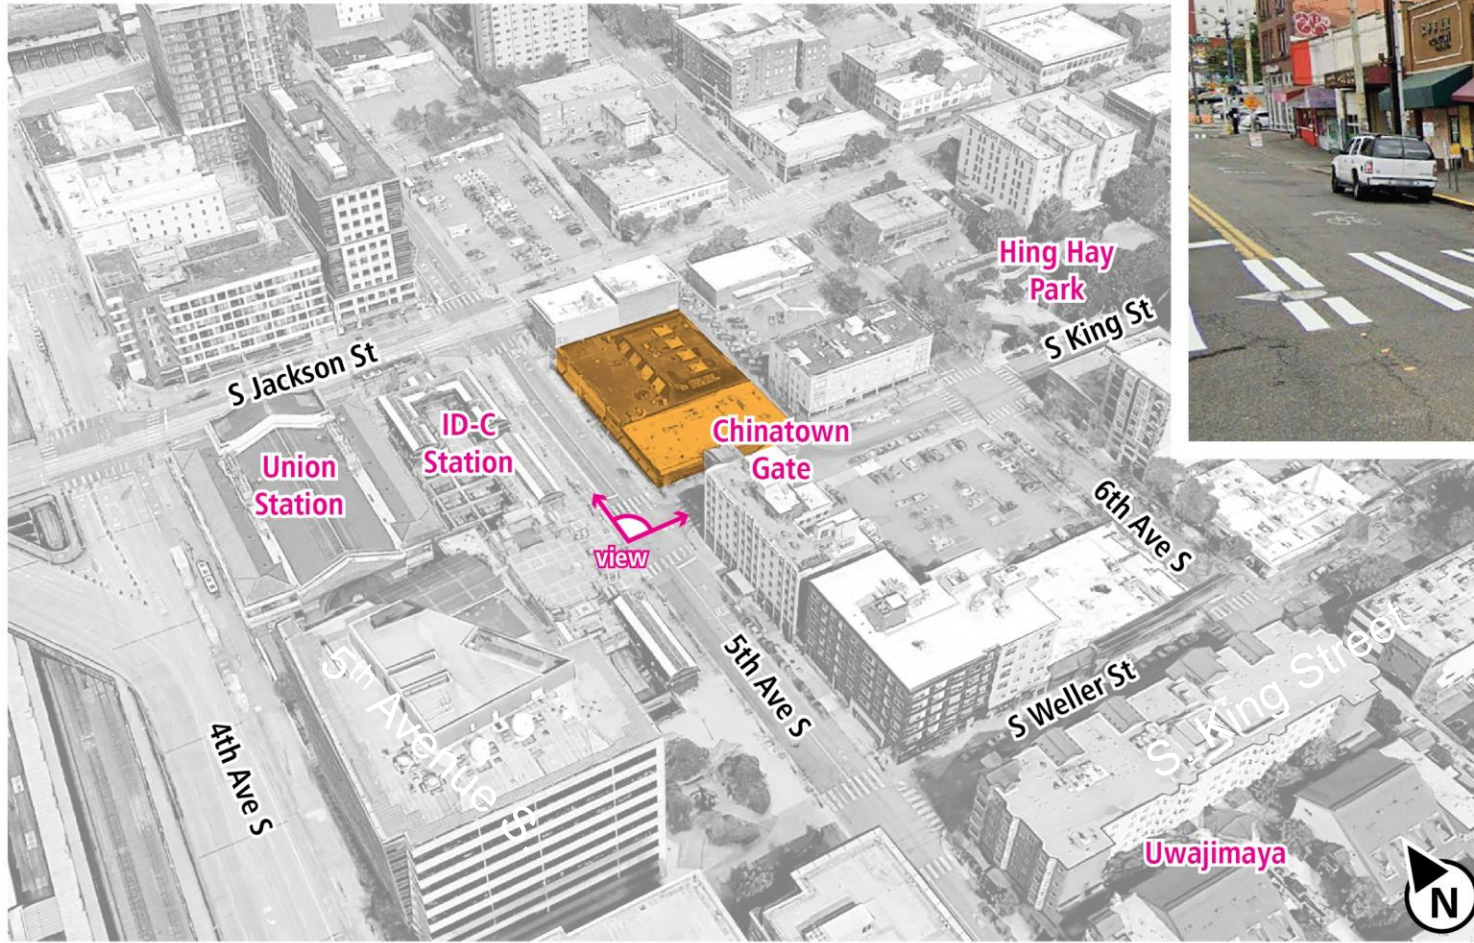 Hing Hay
Park
S King St
S Jackson St
ID-C
Station
Chinatown
Gate
Union
Station
6th Ave S
view
5th Avenue S.
5th Ave S
S. King Street
S Weller St
4th Ave S
Uwajimaya
N